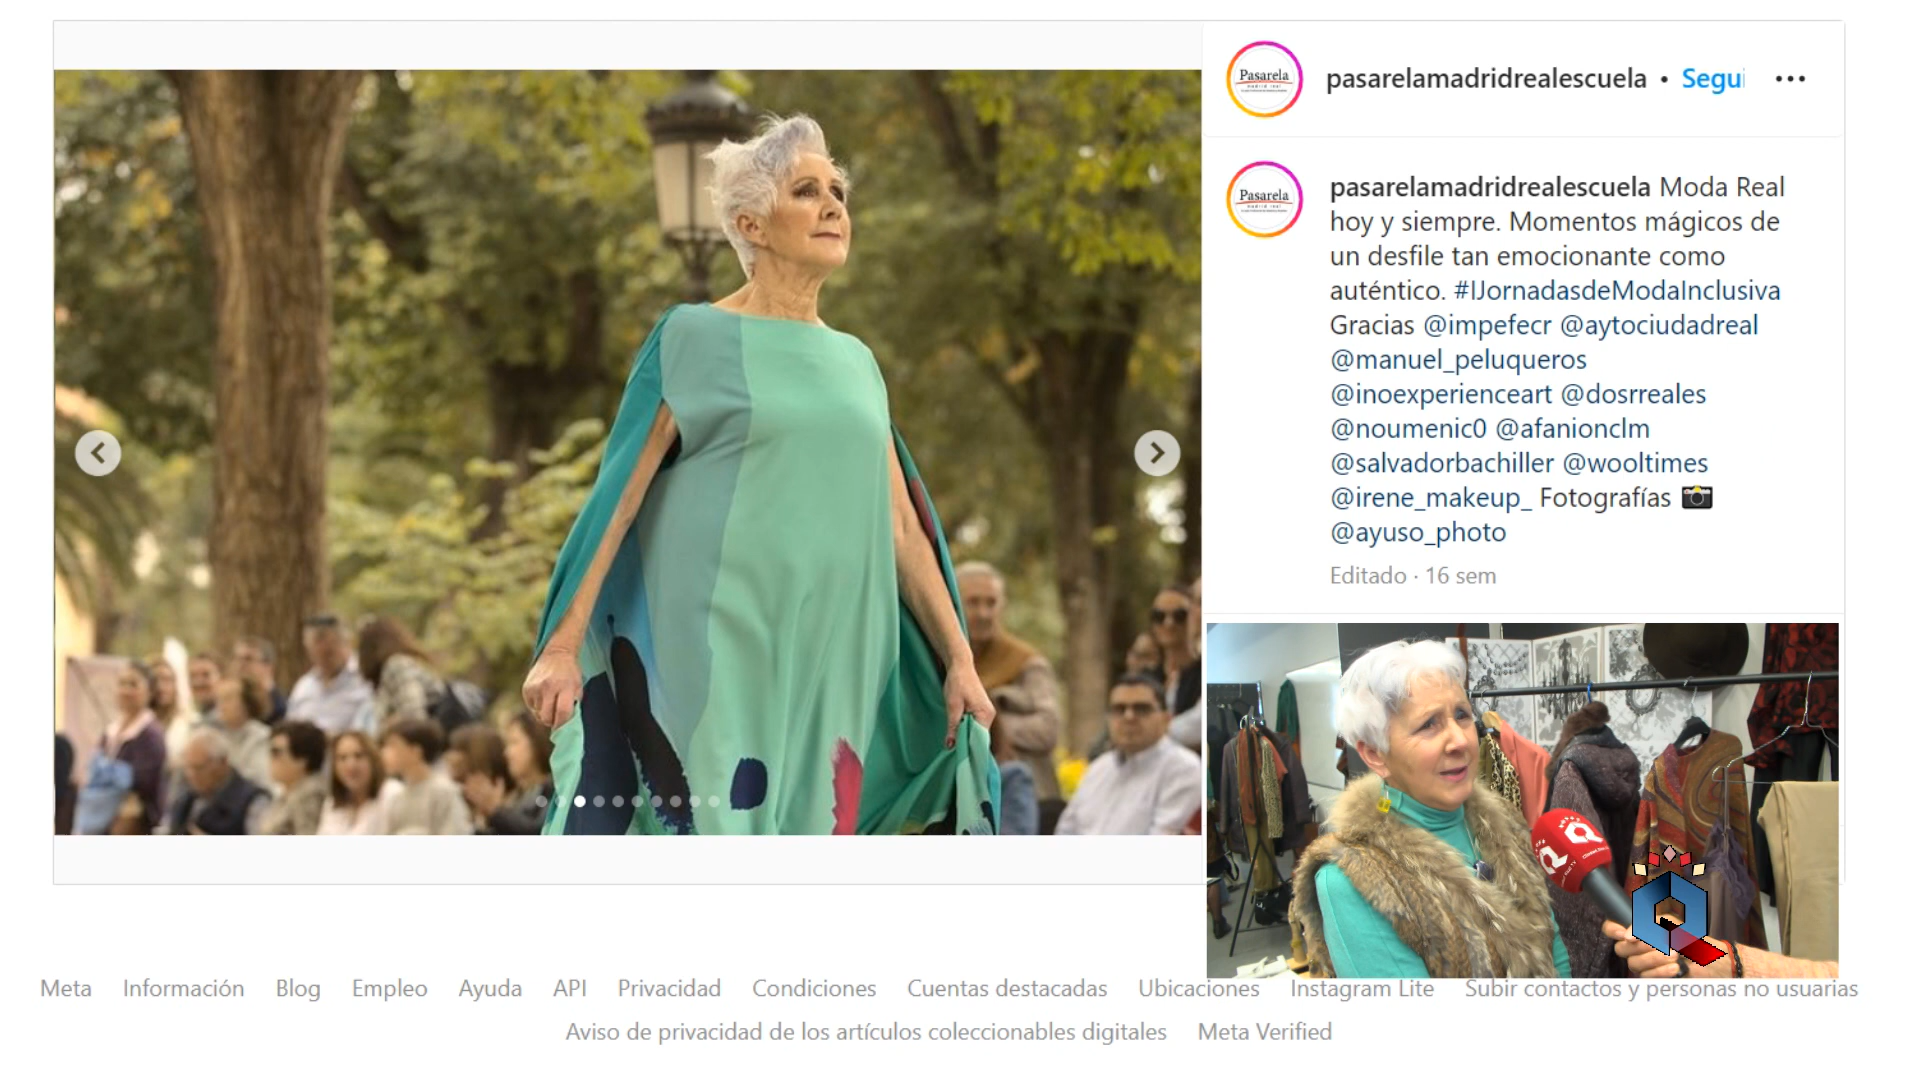 Pasarela
pasarelamadridrealescuela • Segui
Pasarela
pasarelamadridrealescuela Moda Real
hoy y siempre. Momentos mágicos de
un desfile tan emocionante como
auténtico. #IJornadasdeModaInclusiva
Gracias @impefecr @aytociudadreal
@manuel_peluqueros
@inoexperienceart @dosrreales
@noumenic0 @afanionclm
@salvadorbachiller @wooltimes
@irene_makeup_ Fotografías
@ayuso_photo
Editado · 16 sem
Meta Información Blog Empleo Ayuda API Privacidad Condiciones Cuentas destacadas Ubicaciones Instagram Lite Subir contactos y personas no usuarias
Aviso de privacidad de los artículos coleccionables digitales Meta Verified